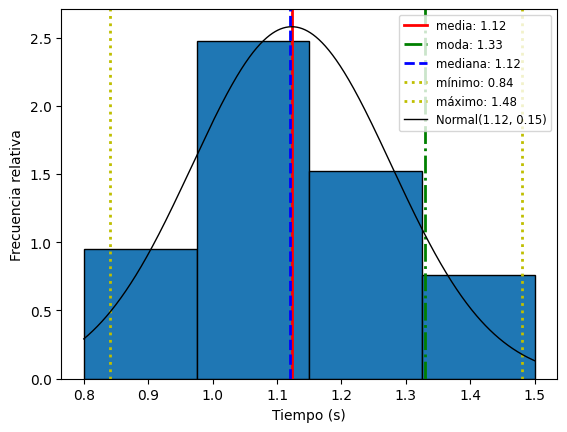 media: 1.12
moda: 1.33
mediana: 1.12
mínimo: 0.84
máximo: 1.48
Normal(1.12, 0.15)
Frecuencia relativa
2.5
2.0
1.5
1.0
0.5
0.0
0.8 0.9 1.0 1.1 1.2 1.3 1.4 1.5
Tiempo (s)